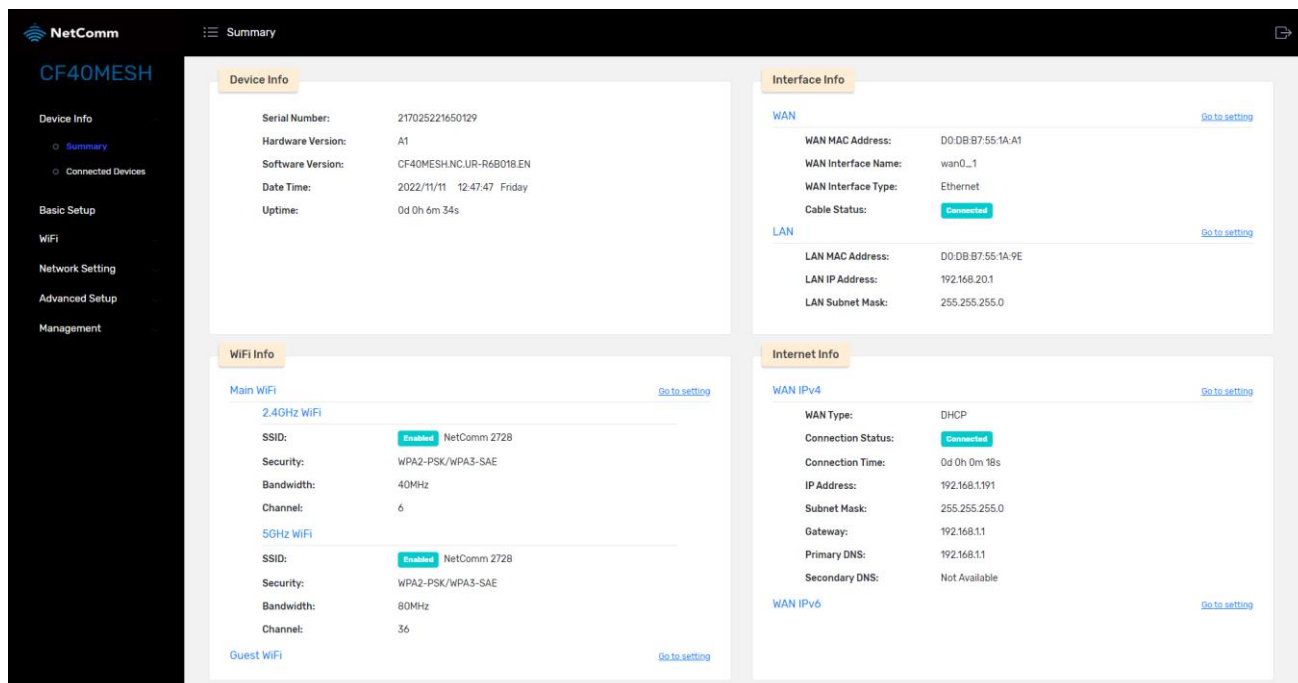 NetComm
Summary
CF40MESH
Device Info
Summary
Connected Devices
Basic Setup
WiFi
Network Setting
Advanced Setup
Management
Device Info
Serial Number: 217025221650129
Hardware Version: A1
Software Version: CF40MESH.NC.UR-R6B018.EN
Date Time: 2022/11/11 12:47:47 Friday
Uptime: 0d 0h 6m 34s
Interface Info
WAN Go to setting
WAN MAC Address: D0:DB:B7:55:1A:A1
WAN Interface Name: wan0_1
WAN Interface Type: Ethernet
Cable Status: Connected
LAN Go to setting
LAN MAC Address: D0:DB:B7:55:1A:9E
LAN IP Address: 192.168.20.1
LAN Subnet Mask: 255.255.255.0
WiFi Info
Main WiFi Go to setting
2.4GHz WiFi
SSID: Enabled NetComm 2728
Security: WPA2-PSK/WPA3-SAE
Bandwidth: 40MHz
Channel: 6
5GHz WiFi
SSID: Enabled NetComm 2728
Security: WPA2-PSK/WPA3-SAE
Bandwidth: 80MHz
Channel: 36
Guest WiFi Go to setting
Internet Info
WAN IPv4 Go to setting
WAN Type: DHCP
Connection Status: Connected
Connection Time: 0d 0h 0m 18s
IP Address: 192.168.1.191
Subnet Mask: 255.255.255.0
Gateway: 192.168.1.1
Primary DNS: 192.168.1.1
Secondary DNS: Not Available
WAN IPv6 Go to setting